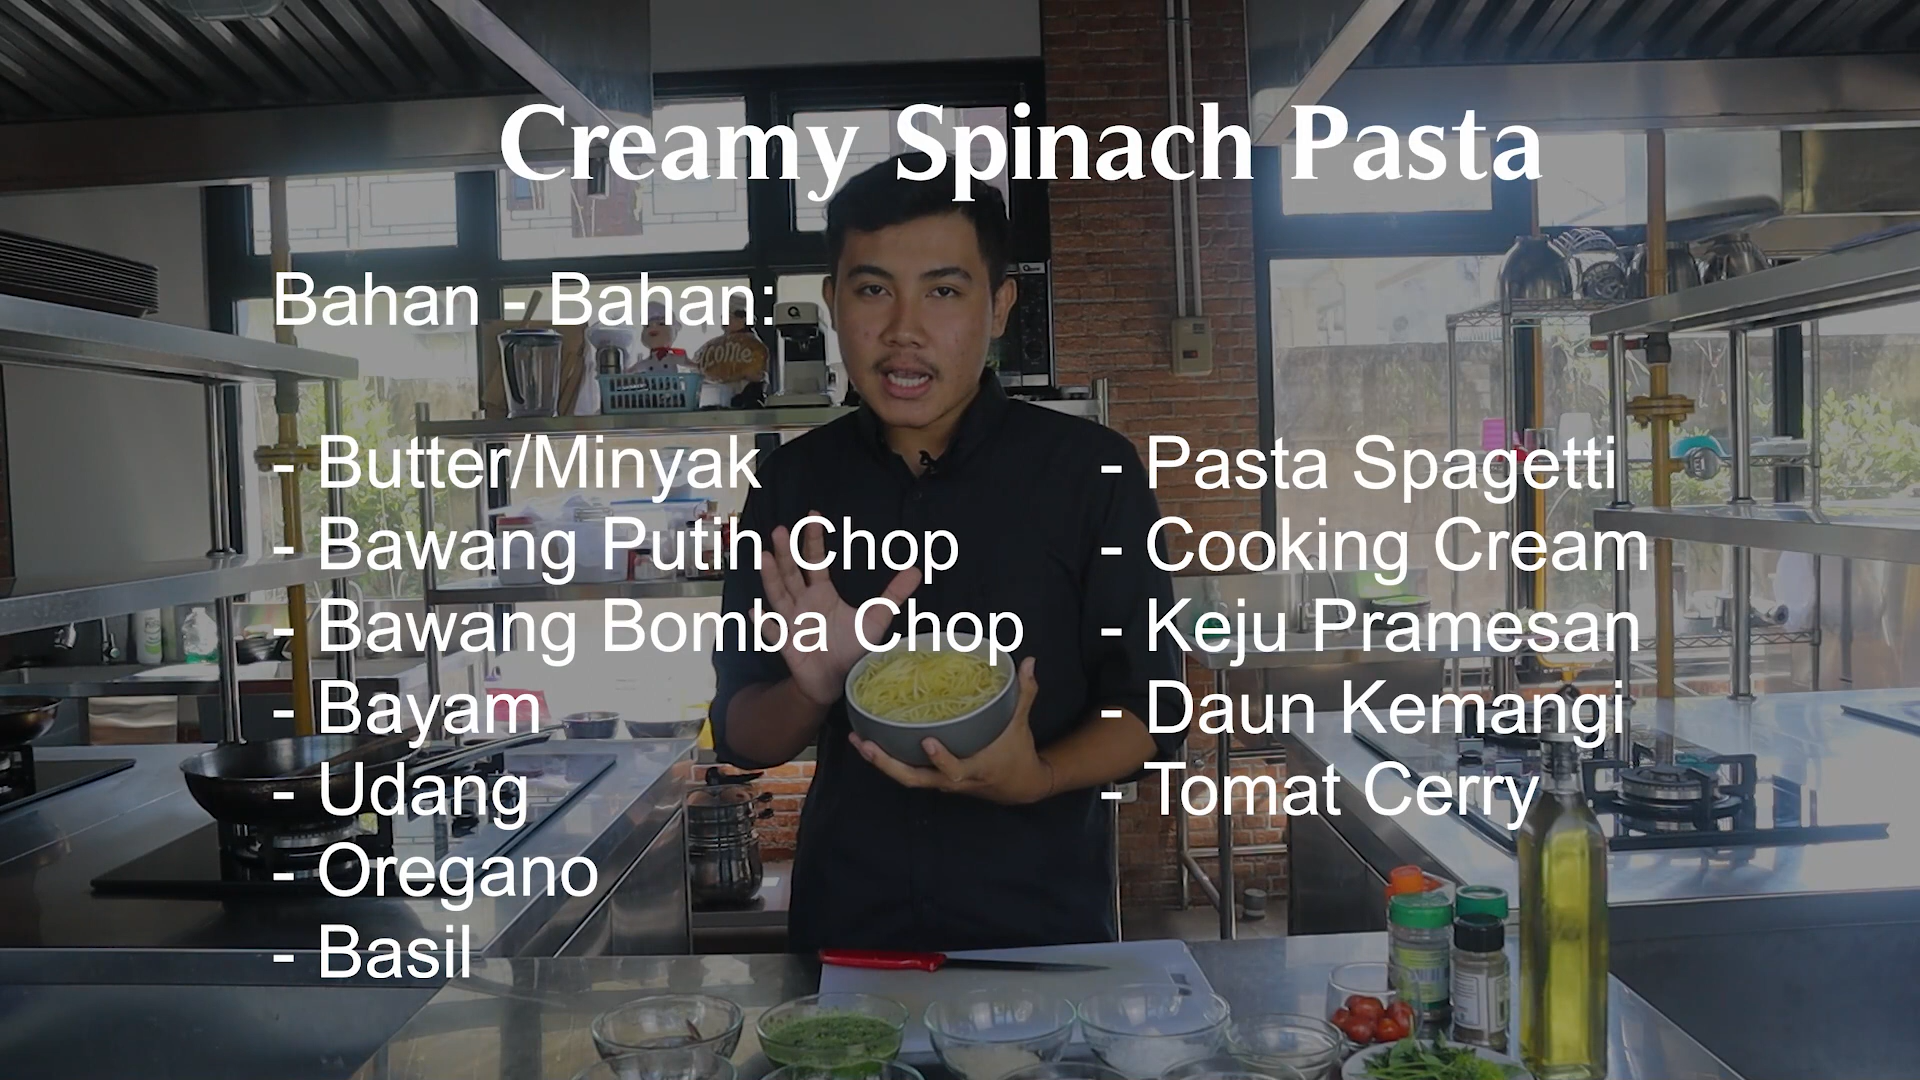 Creamy Spinach Pasta
Bahan - Bahan:
- Butter/Minyak
- Bawang Putih Chop
- Bawang Bomba Chop
- Bayam
- Udang
- Oregano
- Basil
- Pasta Spagetti
- Cooking Cream
- Keju Pramesan
- Daun Kemangi
- Tomat Cerry